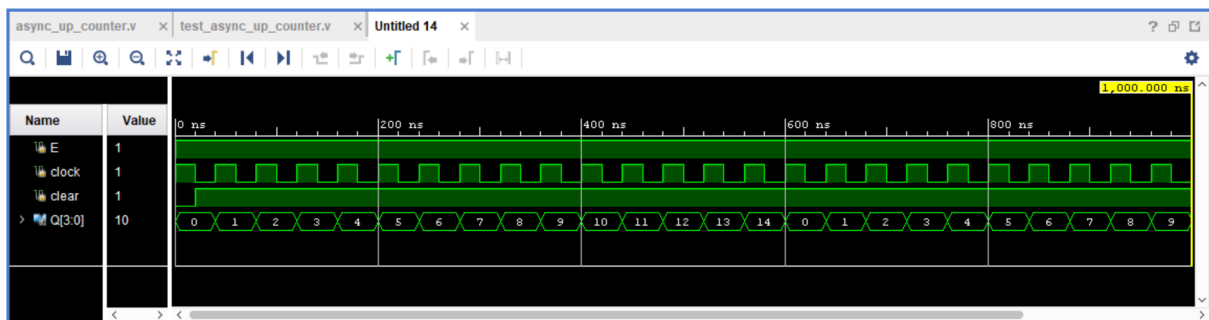 async_up_counter.v × test_async_up_counter.v × Untitled 14 × ?
1,000.000 ns
Name Value 0 ns 200 ns 400 ns 600 ns 800 ns
E 1
clock 1
clear 1
Q[3:0] 10 0 1 2 3 4 5 6 7 8 9 10 11 12 13 14 0 1 2 3 4 5 6 7 8 9